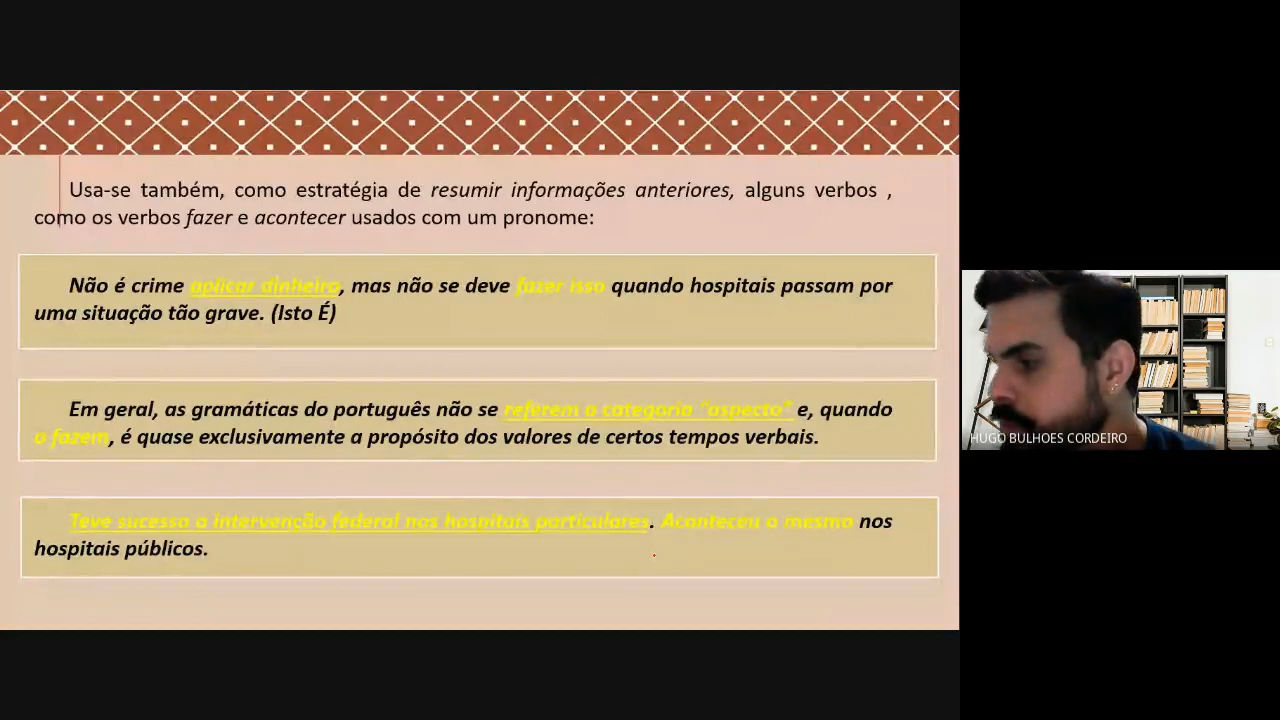 Usa-se também, como estratégia de resumir informações anteriores, alguns verbos ,
como os verbos fazer e acontecer usados com um pronome:
Não é crime aplicar dinheiro, mas não se deve fazer isso quando hospitais passam por
uma situação tão grave. (Isto É)
Em geral, as gramáticas do português não se referem a categoria "aspecto" e, quando
o fazem, é quase exclusivamente a propósito dos valores de certos tempos verbais.
Teve sucesso a intervenção federal nos hospitais particulares. Aconteceu o mesmo nos
hospitais públicos.
HUGO BULHOES CORDEIRO